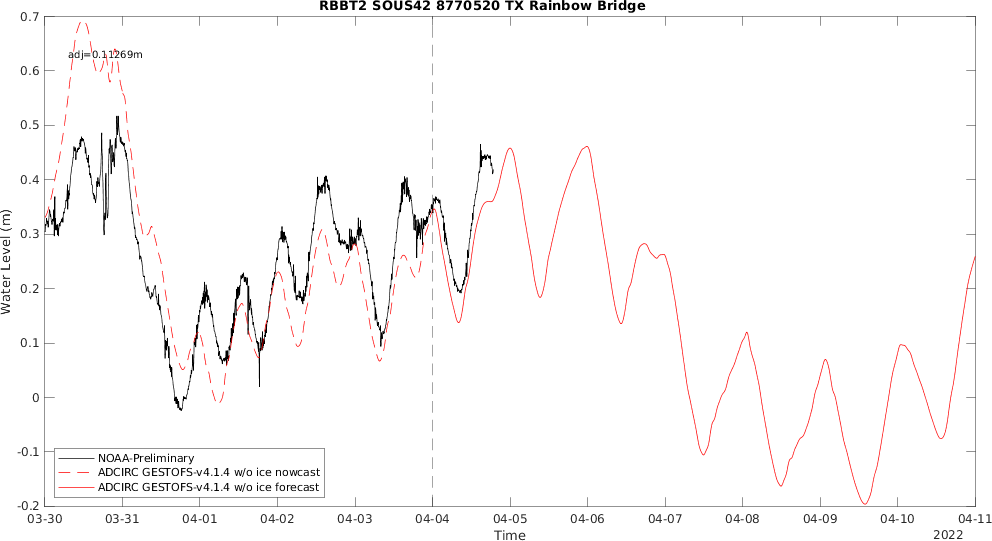 RBBT2 SOUS42 8770520 TX Rainbow Bridge
adj=0.11269m
0.7
0.6
0.5
0.4
0.3
0.2
0.1
0
-0.1
-0.2
Water Level (m)
NOAA-Preliminary
ADCIRC GESTOFS-v4.1.4 w/o ice nowcast
ADCIRC GESTOFS-v4.1.4 w/o ice forecast
03-30 03-31 04-01 04-02 04-03 04-04 04-05 04-06 04-07 04-08 04-09 04-10 04-11
Time
2022